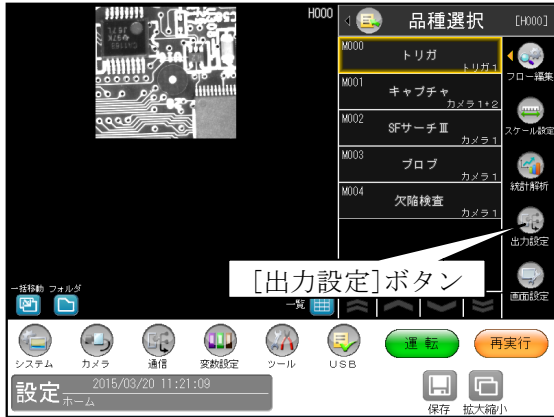 H000
品種選択
[H000]
M000
トリガ
トリガ1
M001
キャプチャ
カメラ1+2
M002
SFサーチⅢ
カメラ1
M003
ブロブ
カメラ1
M004
欠陥検査
カメラ1
フロー編集
スケール設定
統計解析
出力設定
画面設定
[出力設定]ボタン
一括移動
フォルダ
一覧
システム
カメラ
通信
変数設定
ツール
USB
運転
再実行
設定
2015/03/20 11:21:09
ホーム
保存
拡大縮小